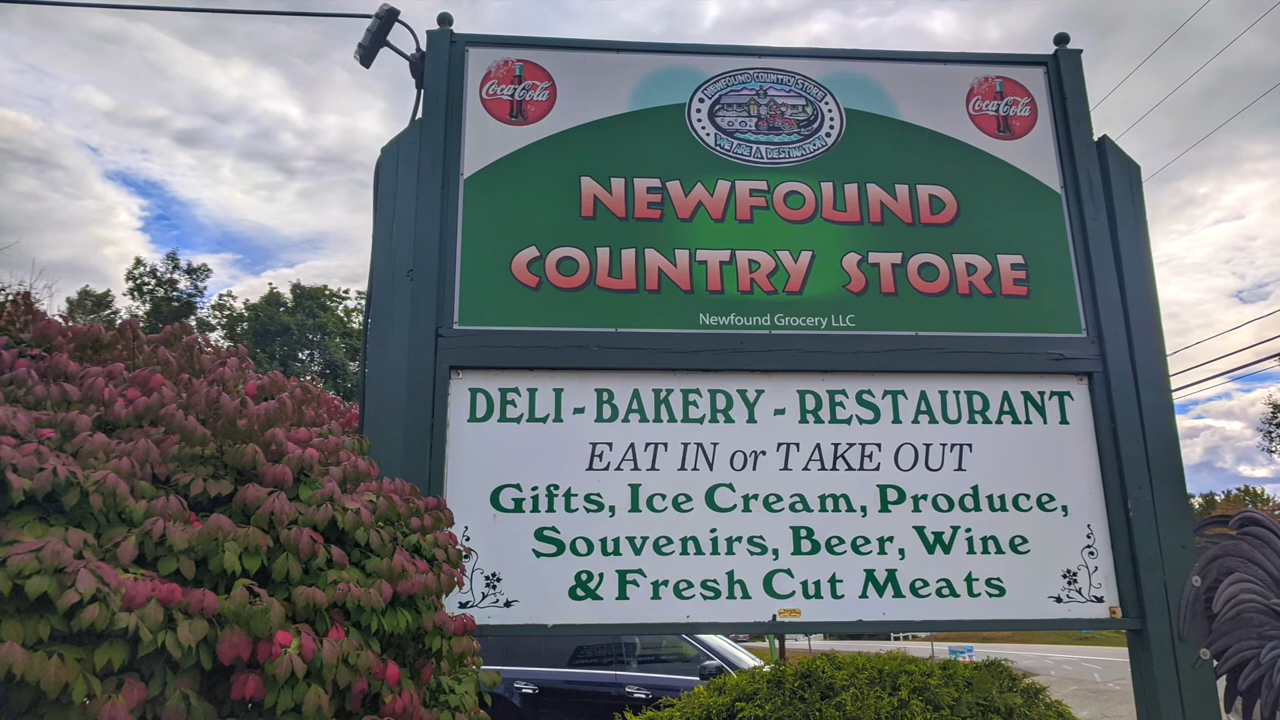 Coca-Cola
NEWFOUND COUNTRY STORE
WE ARE A DESTINATION
Coca-Cola
NEWFOUND
COUNTRY STORE
Newfound Grocery LLC
DELI-BAKERY-RESTAURANT
EAT IN or TAKE OUT
Gifts, Ice Cream, Produce,
Souvenirs, Beer, Wine
& Fresh Cut Meats